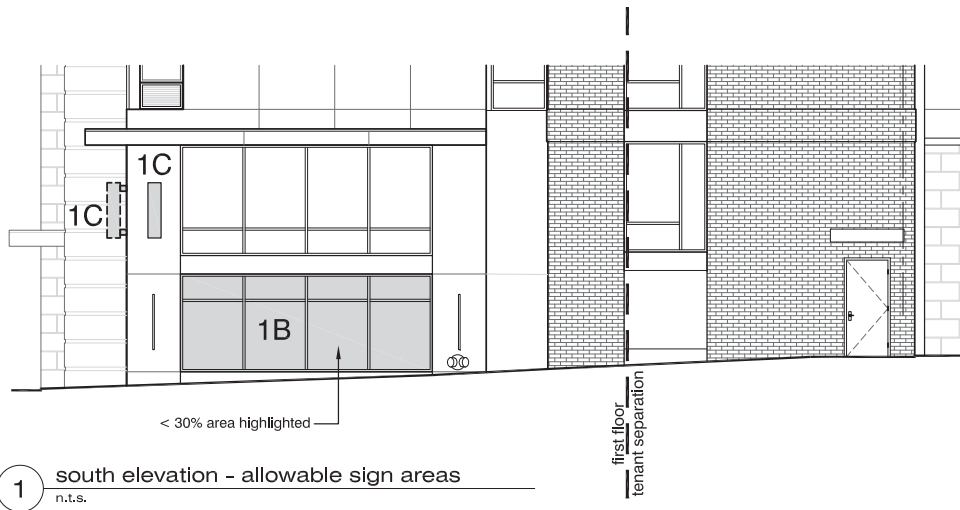 1C
1C
1B
< 30% area highlighted
first floor
tenant separation
1
south elevation - allowable sign areas
n.t.s.